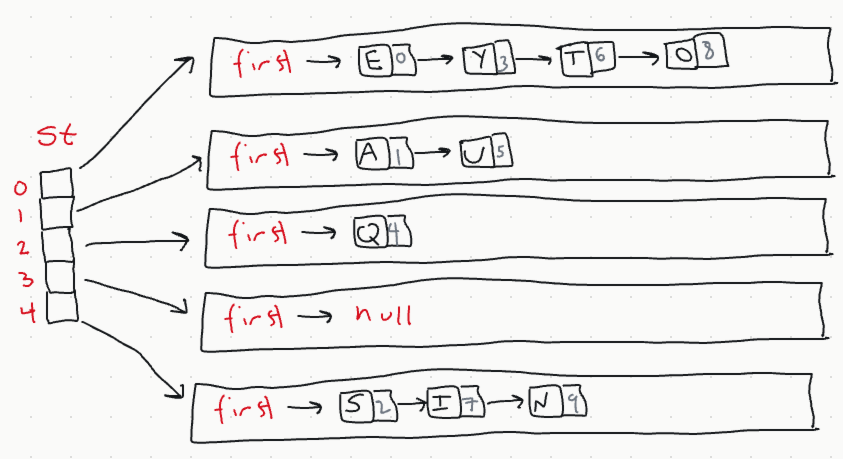 first → E 0 → Y 3 → T 6 → O 8
st
first → A 1 → U 5
0
1
first → Q 4
2
3
first → null
4
first → S 2 → I 7 → N 9